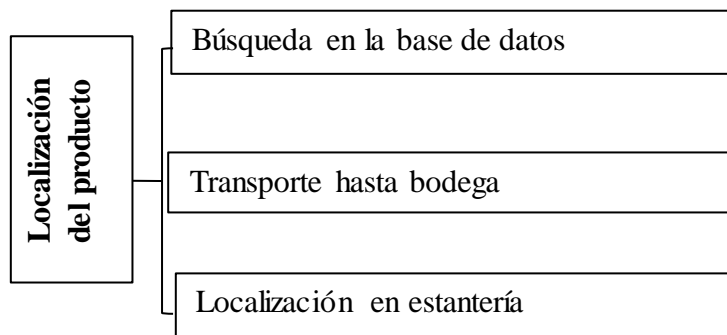 Localización
del producto
Búsqueda en la base de datos
Transporte hasta bodega
Localización en estantería